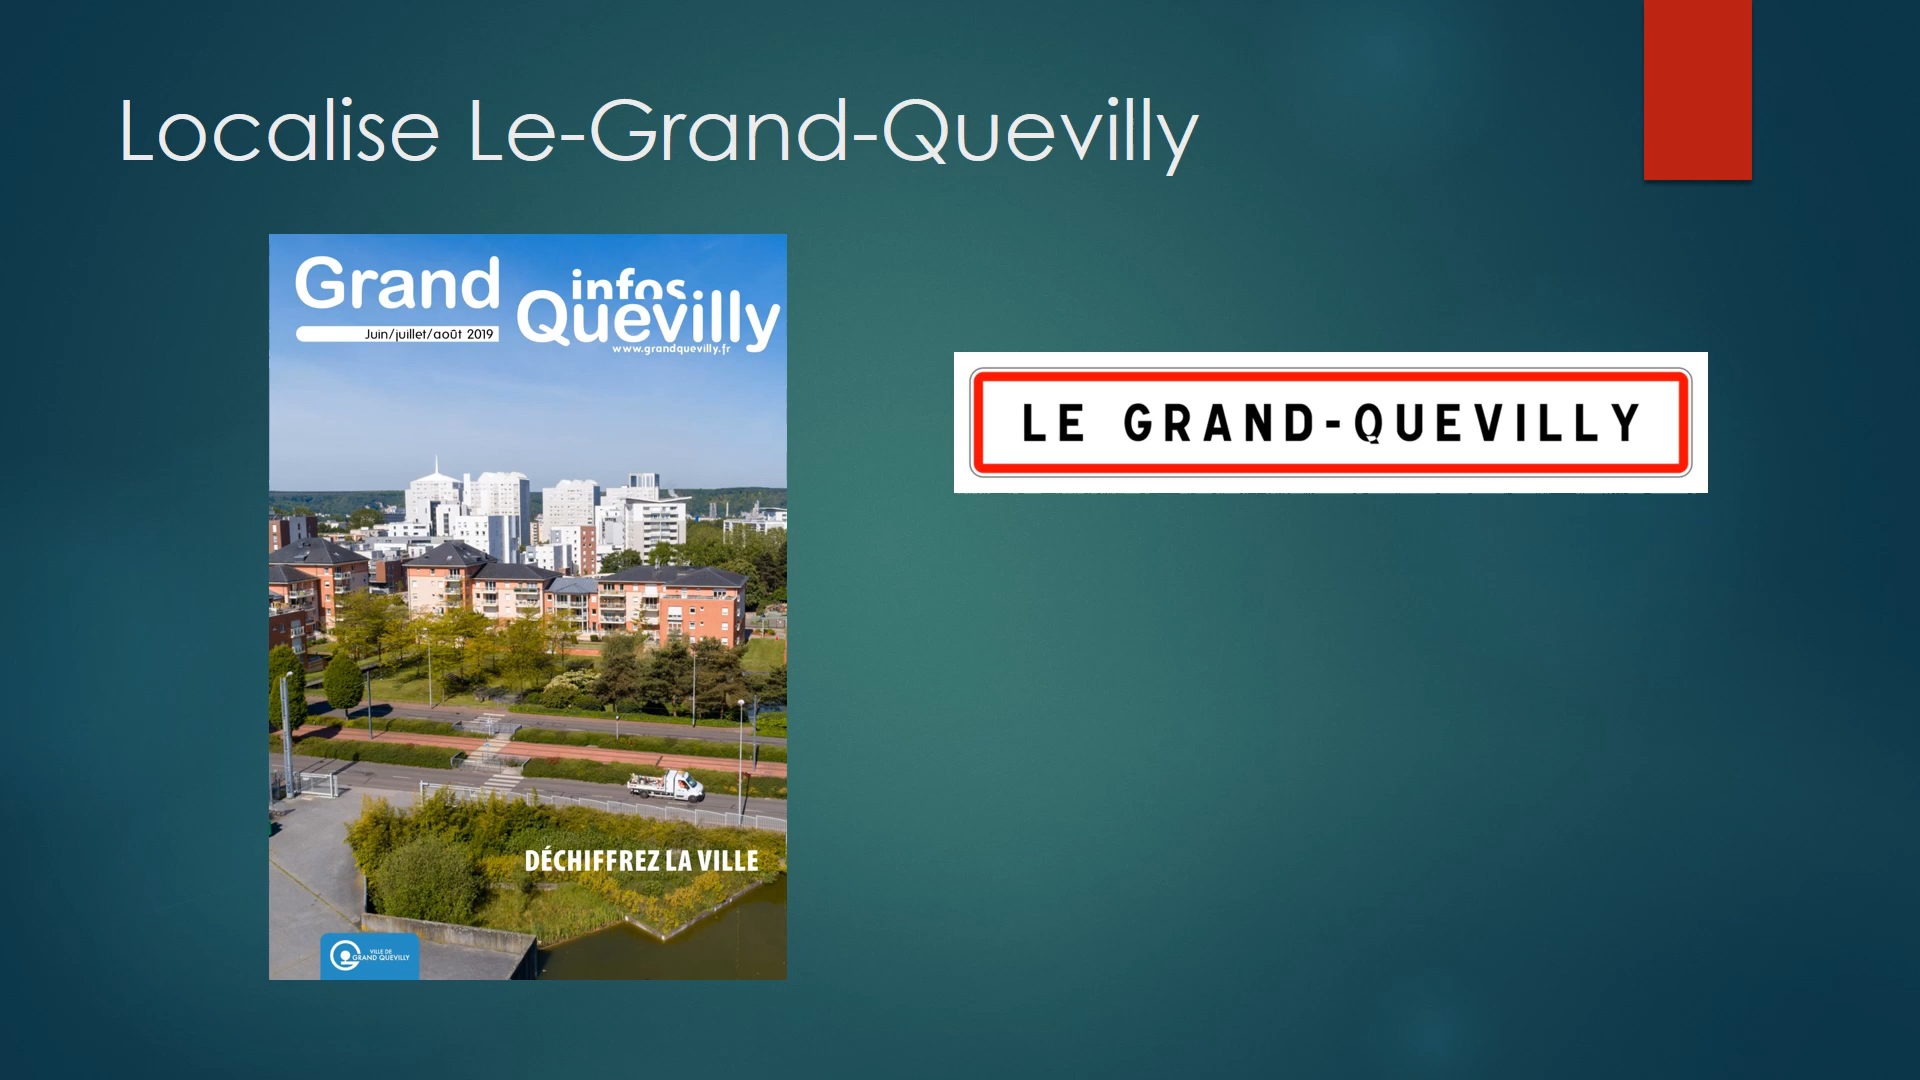 Localise Le-Grand-Quevilly
Grand
infos
Quevilly
Juin/juillet/août 2019
www.grandquevilly.fr
LE GRAND-QUEVILLY
DÉCHIFFREZ LA VILLE
VILLE DE
GRAND QUEVILLY